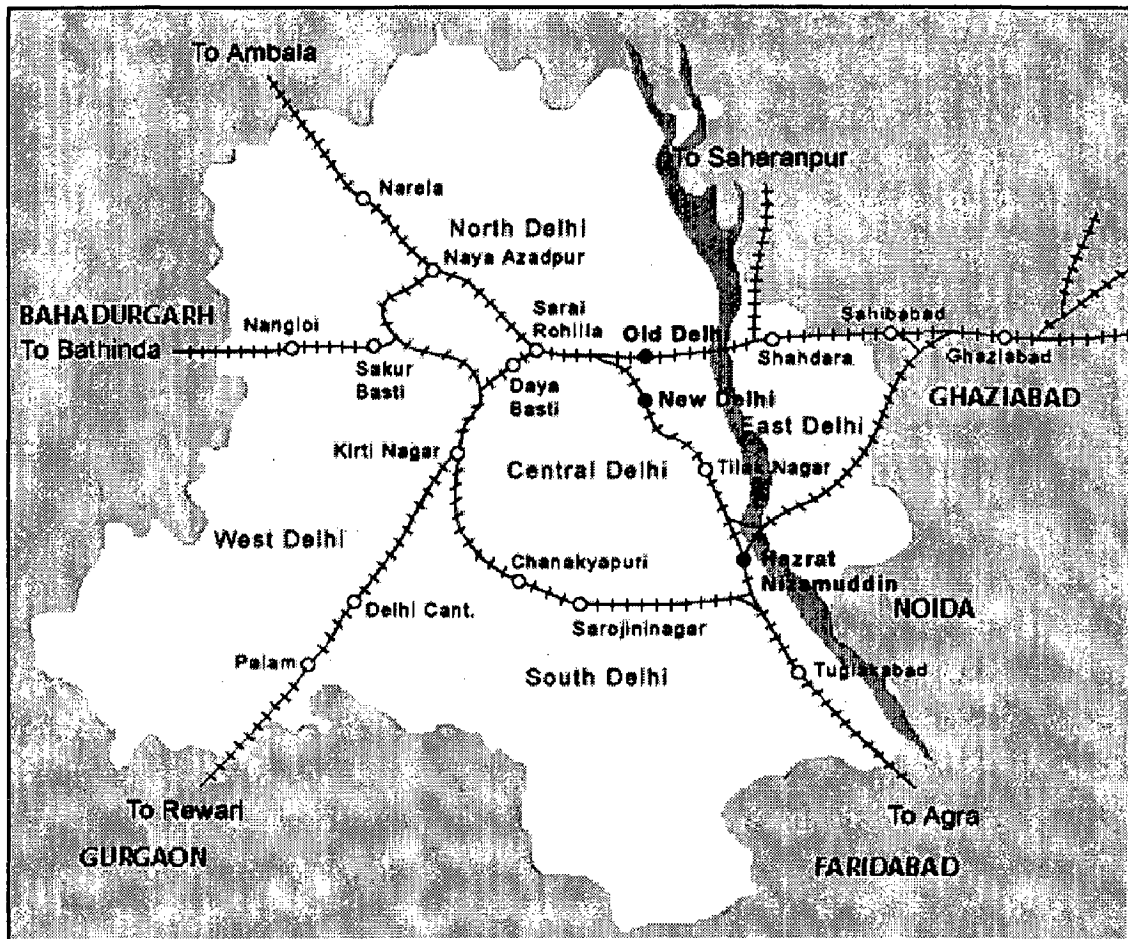 To Ambala
To Saharanpur
Narela
North Delhi
Naya Azadpur
BAHADURGARH
To Bathinda
Nangloi
Sakur
Basti
Sarai
Rohilla
Old Delhi
Daya
Basti
Shahdara
Sahibabad
Ghaziabad
GHAZIABAD
New Delhi
East Delhi
Kirti Nagar
Central Delhi
Tilak Nagar
West Delhi
Chanakyapuri
Hazrat
Nizamuddin
Delhi Cant.
Sarojininagar
NOIDA
Palam
South Delhi
Tuglakabad
To Rewari
GURGAON
To Agra
FARIDABAD